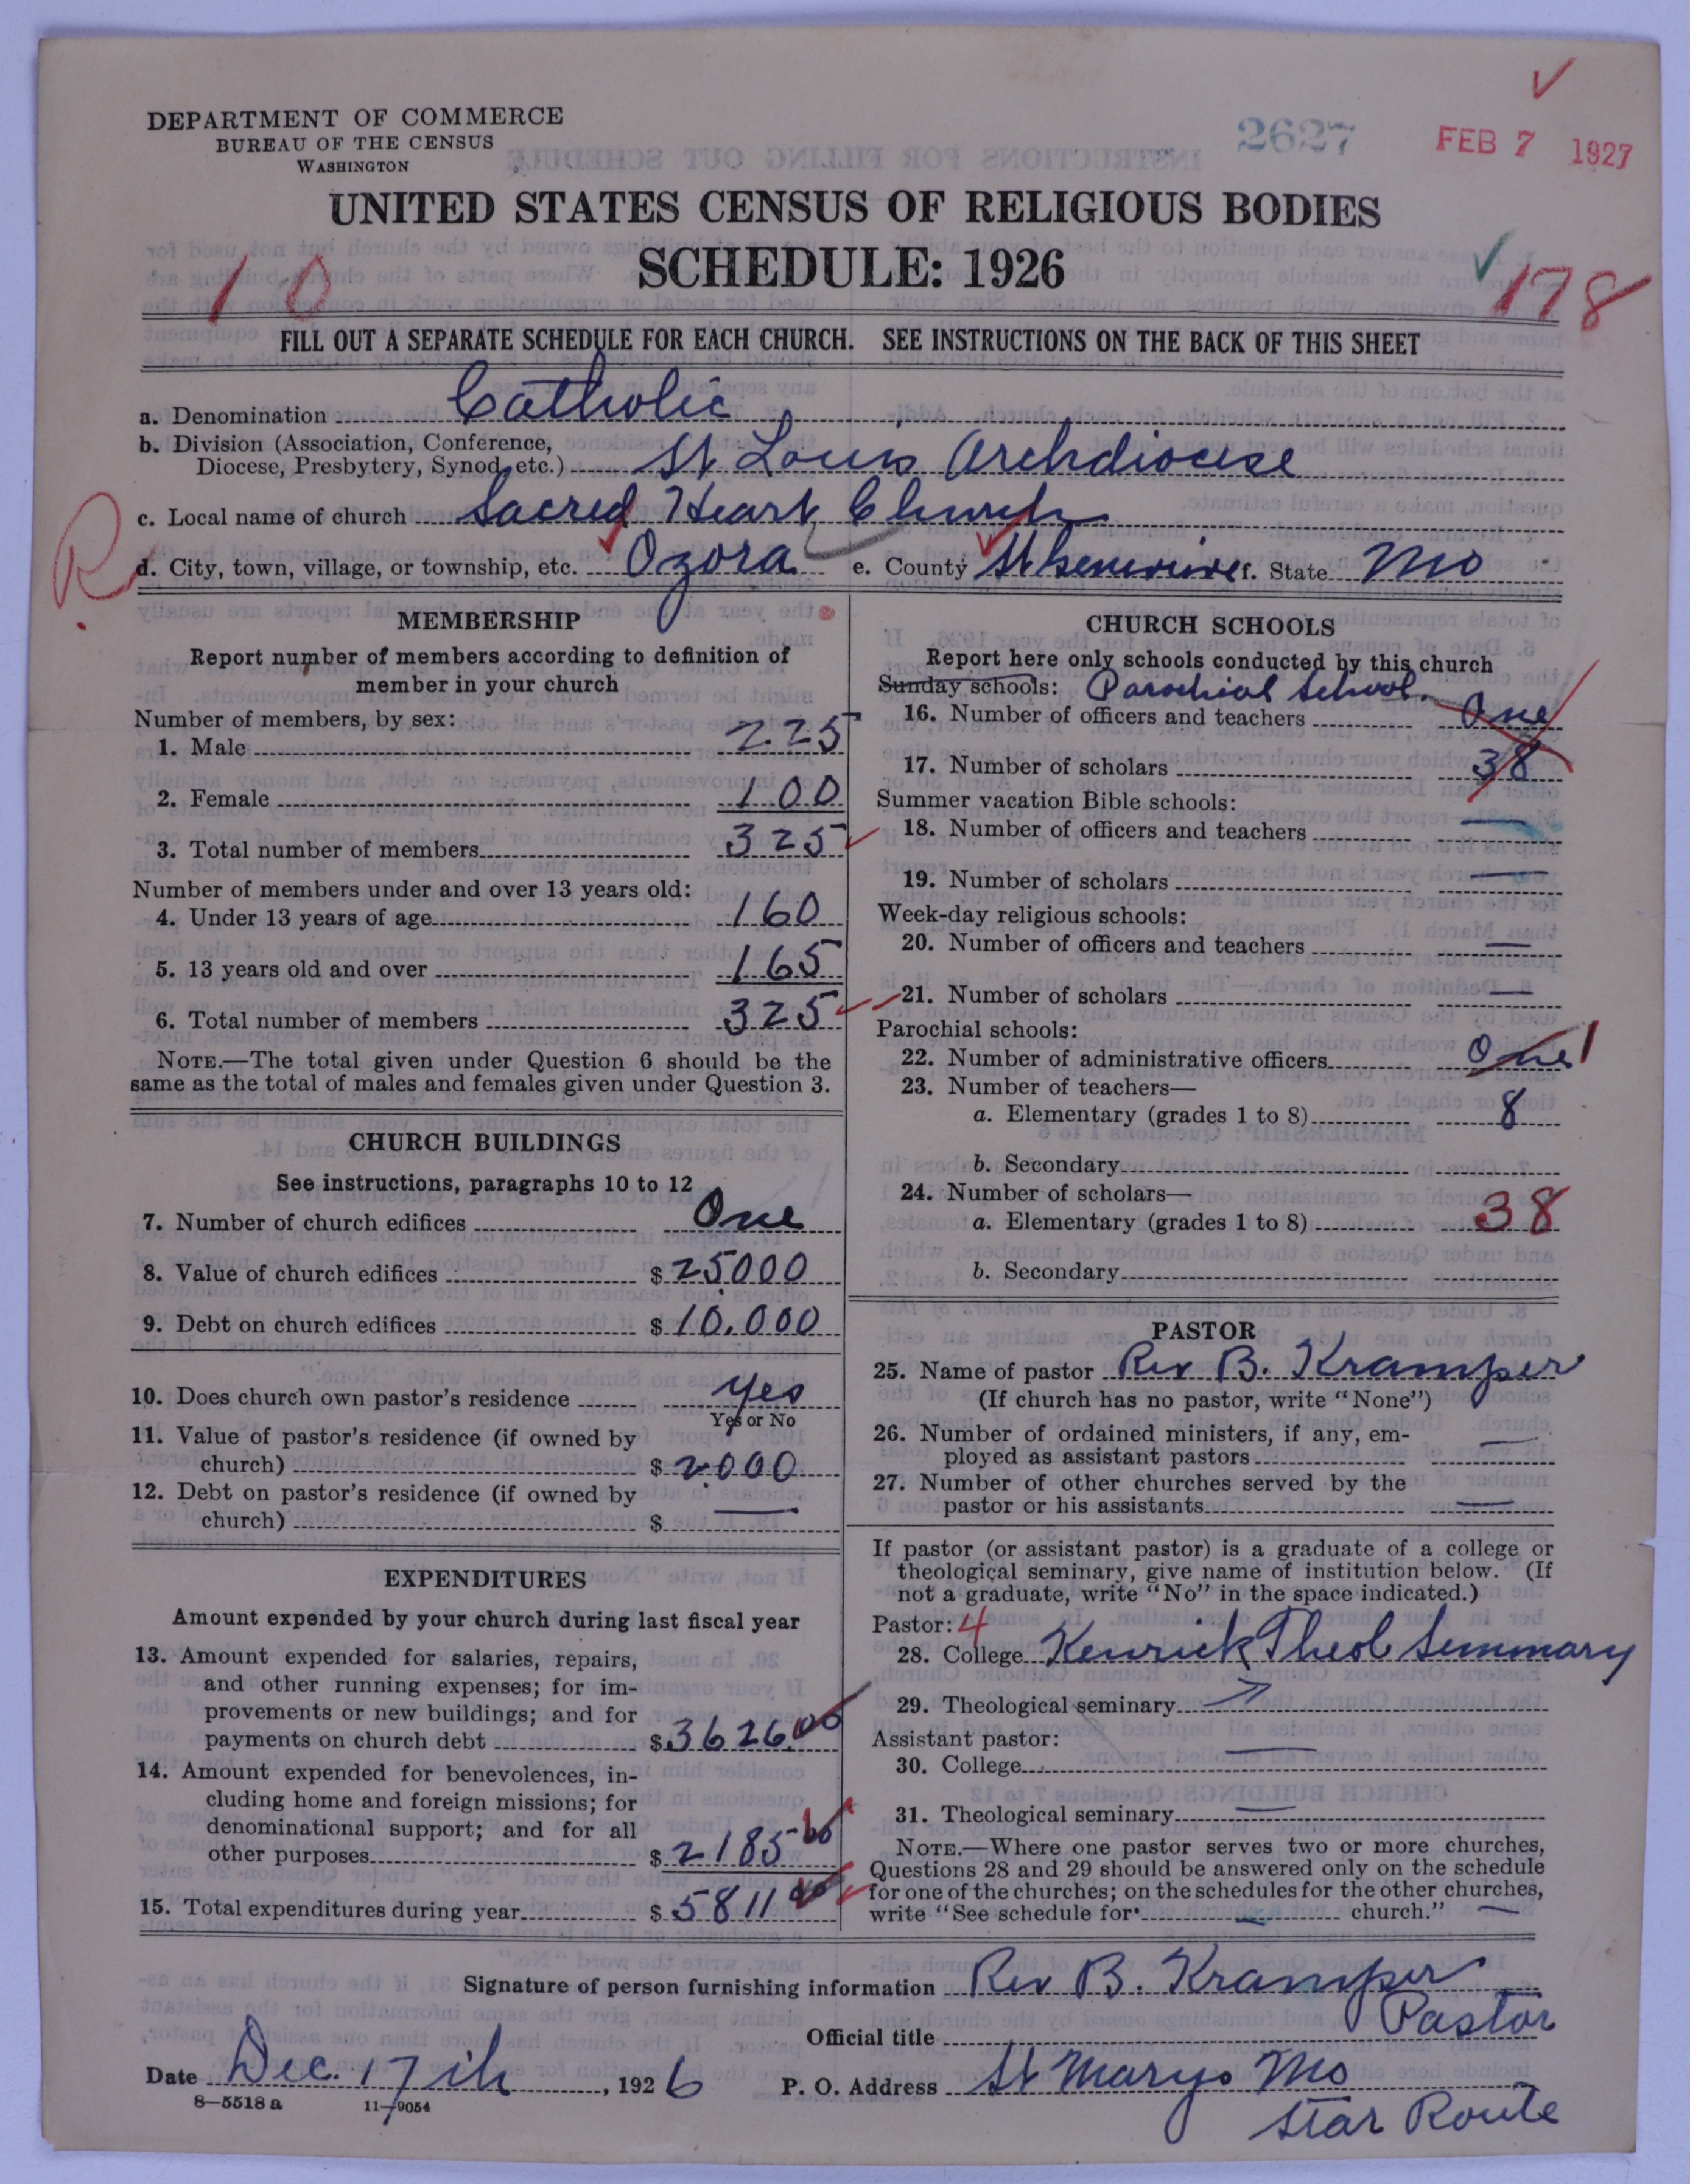 DEPARTMENT OF COMMERCE
BUREAU OF THE CENSUS
WASHINGTON
2627
FEB 7 1927
UNITED STATES CENSUS OF RELIGIOUS BODIES
SCHEDULE: 1926
10
178
FILL OUT A SEPARATE SCHEDULE FOR EACH CHURCH. SEE INSTRUCTIONS ON THE BACK OF THIS SHEET
a. Denomination Catholic
b. Division (Association, Conference,
Diocese, Presbytery, Synod, etc.) St Louis Archdiocese
c. Local name of church Sacred Heart Church
R.
d. City, town, village, or township, etc. Ozora e. County St Genevieve f. State Mo
MEMBERSHIP
Report number of members according to definition of
member in your church
Number of members, by sex:
1. Male 225
2. Female 100
3. Total number of members 325
Number of members under and over 13 years old:
4. Under 13 years of age 160
5. 13 years old and over 165
6. Total number of members 325
NOTE.—The total given under Question 6 should be the
same as the total of males and females given under Question 3.
CHURCH BUILDINGS
See instructions, paragraphs 10 to 12
7. Number of church edifices One
8. Value of church edifices $ 25000
9. Debt on church edifices $ 10.000
10. Does church own pastor's residence yes
Yes or No
11. Value of pastor's residence (if owned by
church) $ 2000
12. Debt on pastor's residence (if owned by
church) $ —
EXPENDITURES
Amount expended by your church during last fiscal year
13. Amount expended for salaries, repairs,
and other running expenses; for im-
provements or new buildings; and for
payments on church debt $ 3626.00
14. Amount expended for benevolences, in-
cluding home and foreign missions; for
denominational support; and for all
other purposes $ 2185 00
15. Total expenditures during year $ 5811 00
CHURCH SCHOOLS
Report here only schools conducted by this church
Sunday schools: Parochial School.
16. Number of officers and teachers One
17. Number of scholars 38
Summer vacation Bible schools:
18. Number of officers and teachers —
19. Number of scholars —
Week-day religious schools:
20. Number of officers and teachers —
21. Number of scholars —
Parochial schools:
22. Number of administrative officers One 1
23. Number of teachers—
a. Elementary (grades 1 to 8) 8
b. Secondary
24. Number of scholars—
a. Elementary (grades 1 to 8) 38
b. Secondary
PASTOR
25. Name of pastor Rev B. Kramper
(If church has no pastor, write "None")
26. Number of ordained ministers, if any, em-
ployed as assistant pastors —
27. Number of other churches served by the
pastor or his assistants —
If pastor (or assistant pastor) is a graduate of a college or
theological seminary, give name of institution below. (If
not a graduate, write "No" in the space indicated.)
Pastor: 4
28. College Kenrick Theol Seminary
29. Theological seminary
Assistant pastor:
30. College —
31. Theological seminary —
NOTE.—Where one pastor serves two or more churches,
Questions 28 and 29 should be answered only on the schedule
for one of the churches; on the schedules for the other churches,
write "See schedule for — church." —
Signature of person furnishing information Rev B. Kramper
Official title Pastor
Date Dec. 17th, 1926 P. O. Address St Marys Mo
8—5518 a 11—9054
Star Route